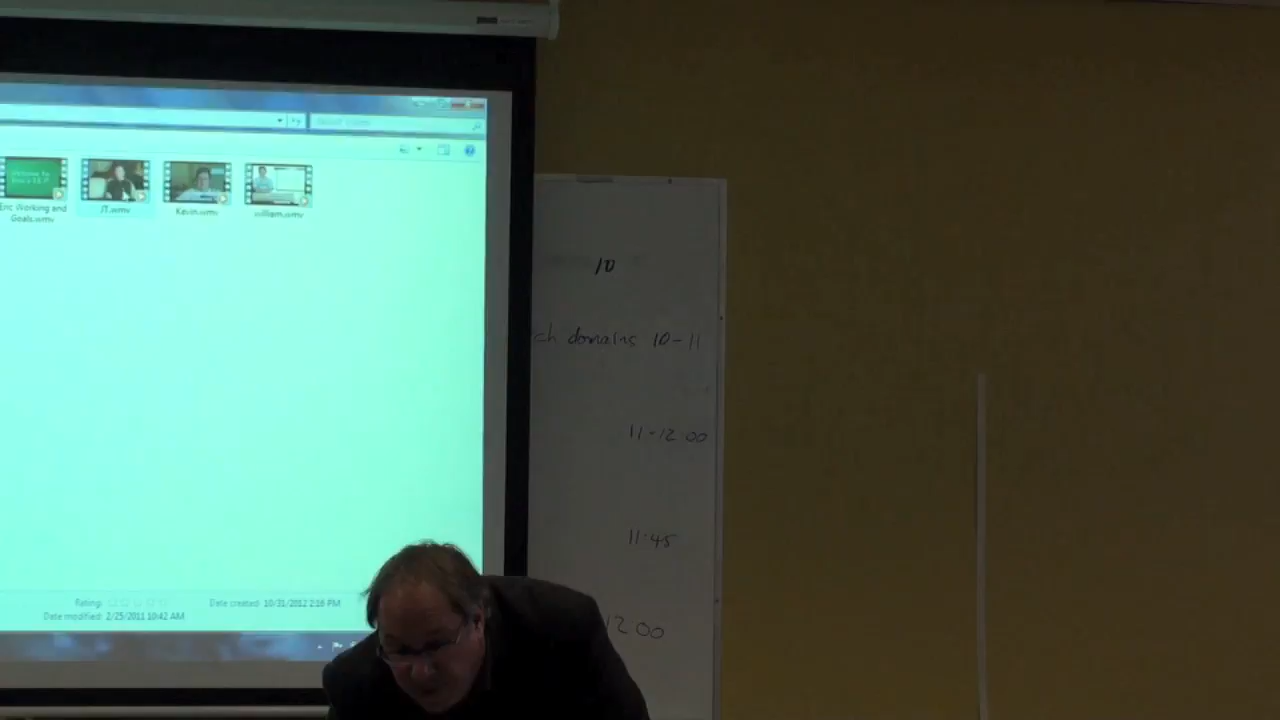 Eric Working and Goals.wmv
JT.wmv
Kevin.wmv
william.wmv
Rating:
Date created: 10/31/2012 2:16 PM
Date modified: 2/25/2011 10:42 AM
10
ch domains 10-11
11-12 00
11:45
12 00